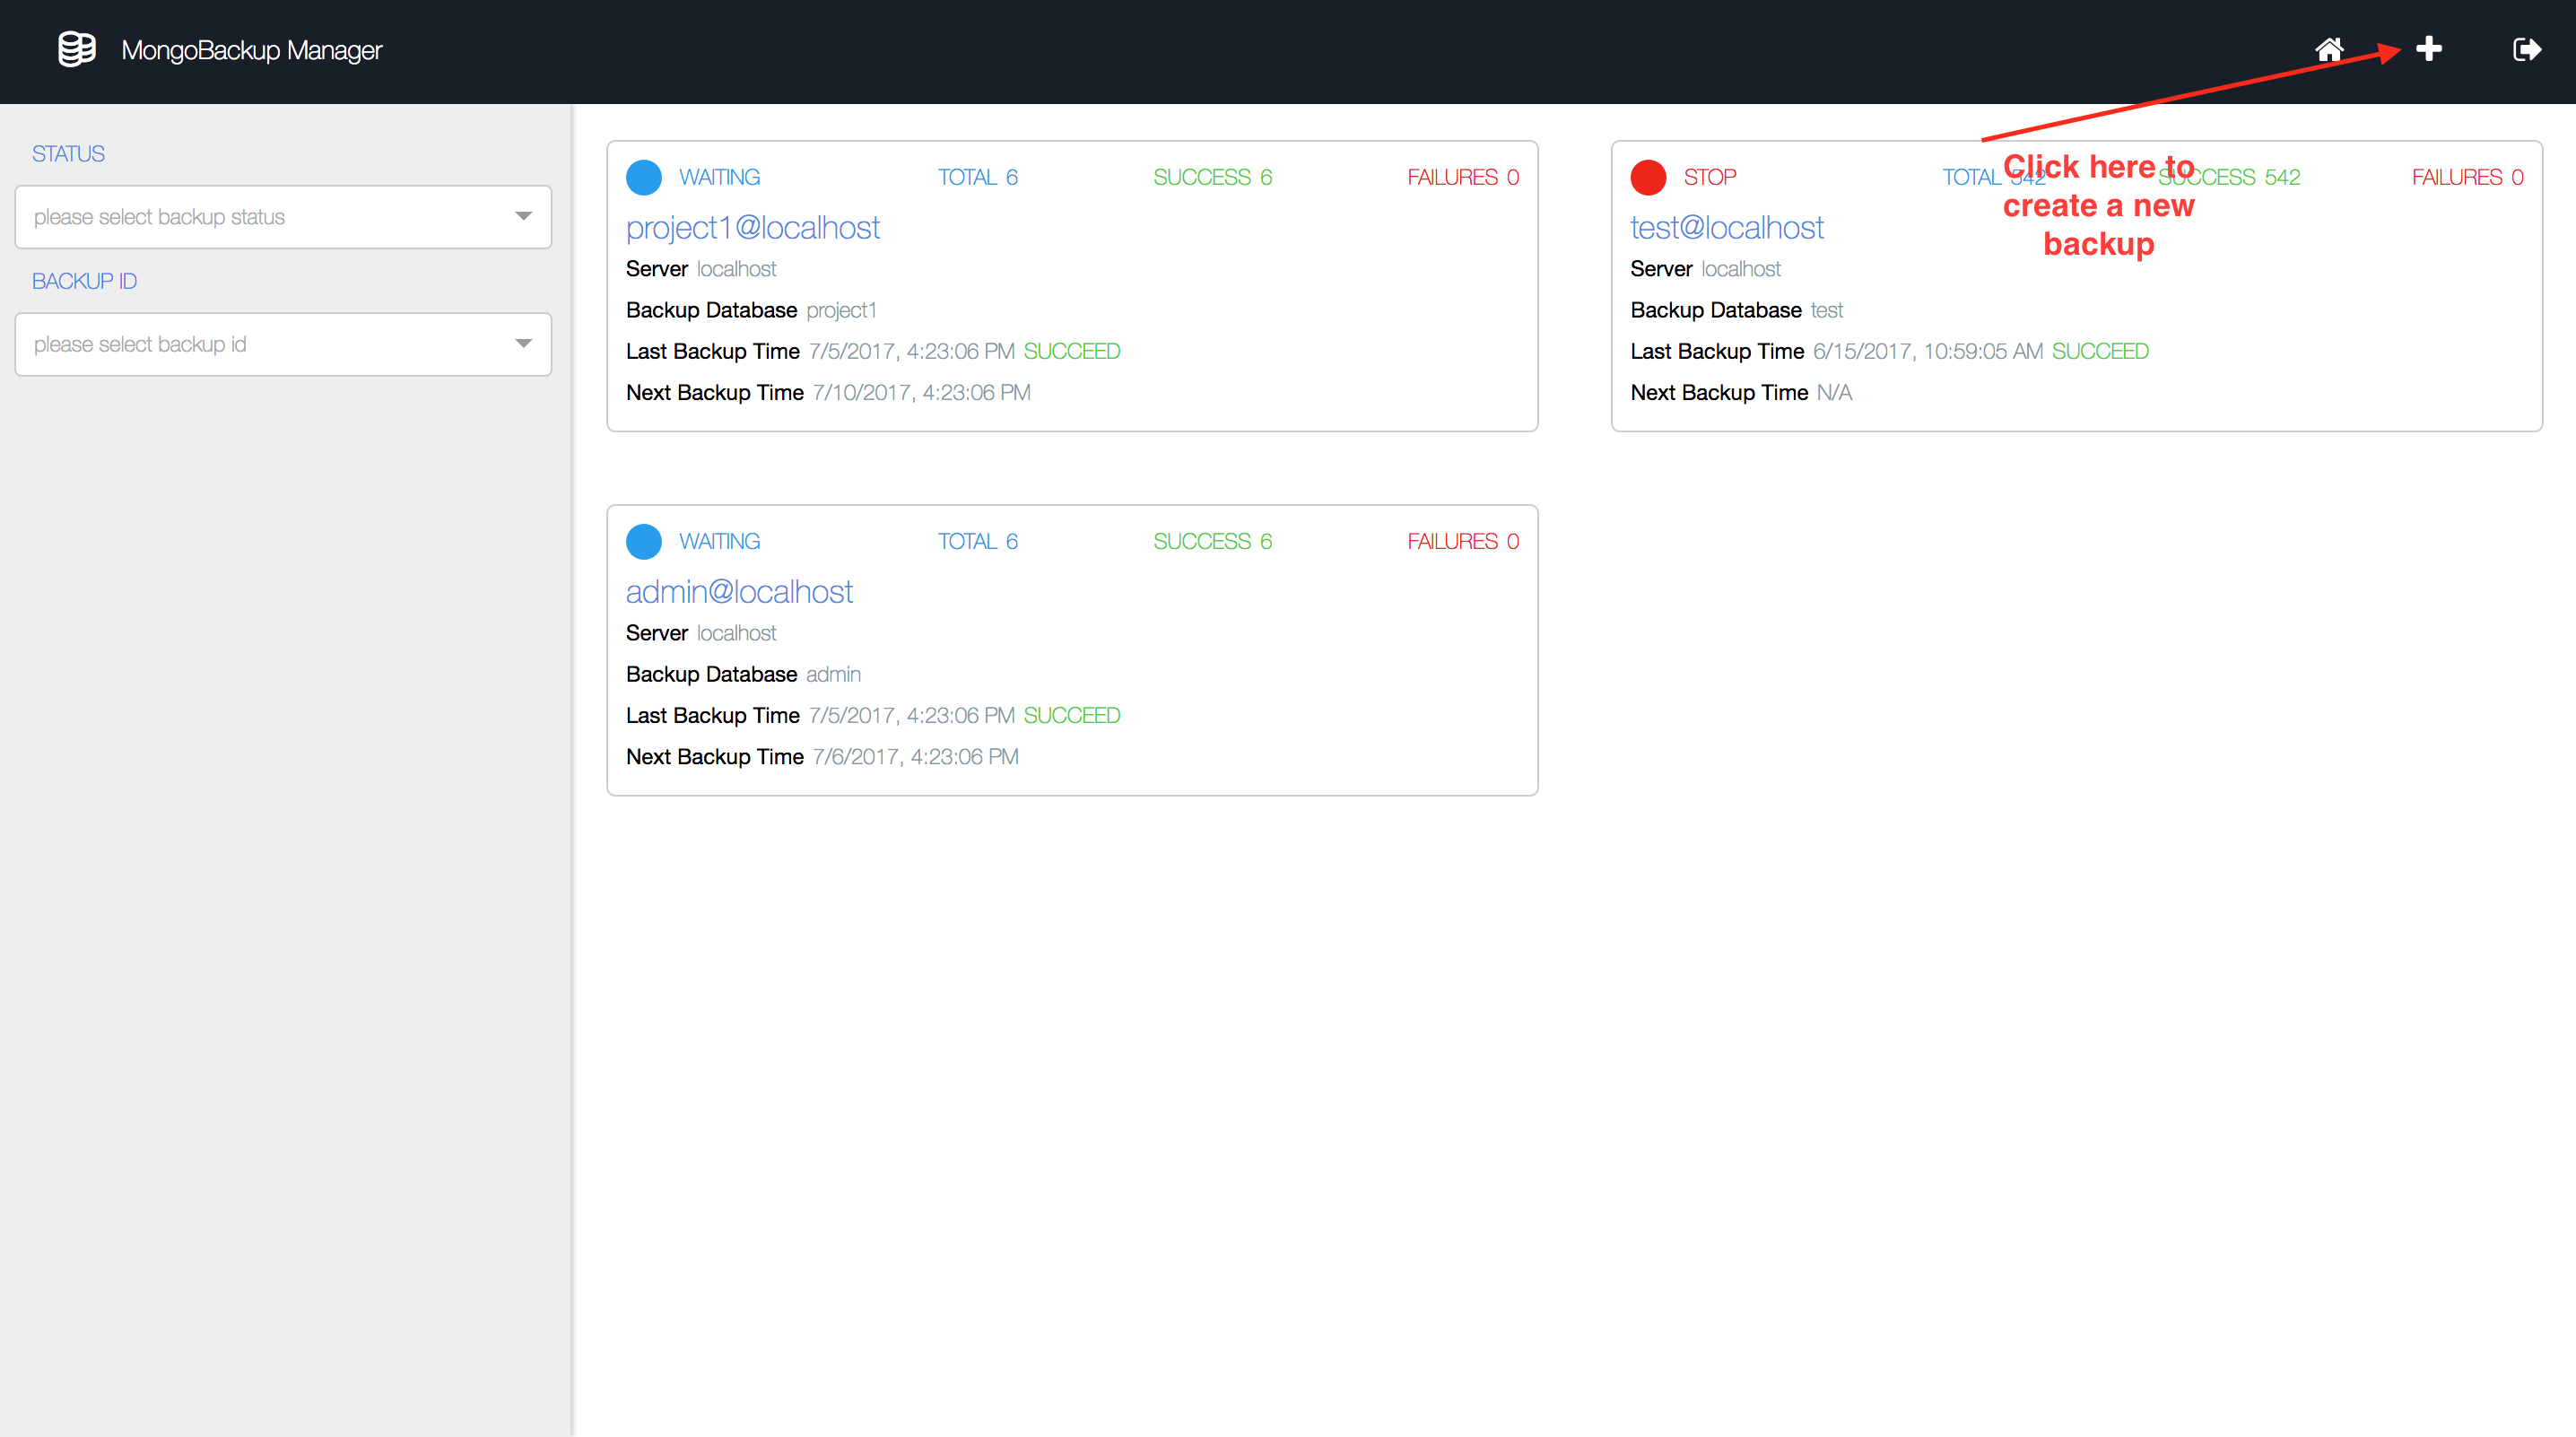 MongoBackup Manager
STATUS
please select backup status
BACKUP ID
please select backup id
WAITING TOTAL 6 SUCCESS 6 FAILURES 0
project1@localhost
Server localhost
Backup Database project1
Last Backup Time 7/5/2017, 4:23:06 PM SUCCEED
Next Backup Time 7/10/2017, 4:23:06 PM
STOP TOTAL 542 SUCCESS 542 FAILURES 0
Click here to
create a new
backup
test@localhost
Server localhost
Backup Database test
Last Backup Time 6/15/2017, 10:59:05 AM SUCCEED
Next Backup Time N/A
WAITING TOTAL 6 SUCCESS 6 FAILURES 0
admin@localhost
Server localhost
Backup Database admin
Last Backup Time 7/5/2017, 4:23:06 PM SUCCEED
Next Backup Time 7/6/2017, 4:23:06 PM